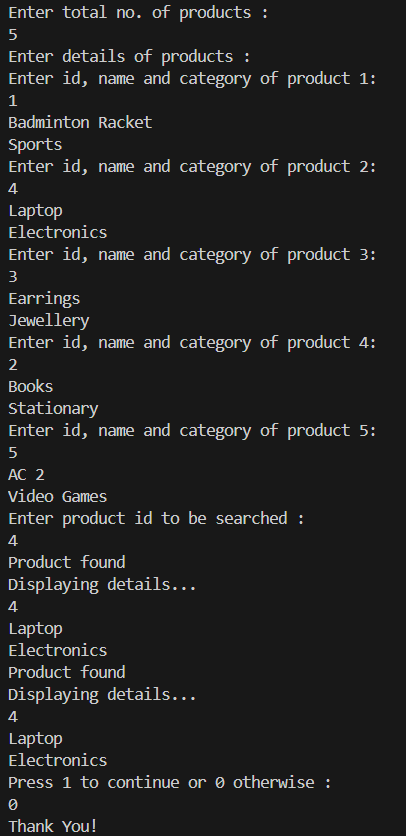 Enter total no. of products :
5
Enter details of products :
Enter id, name and category of product 1:
1
Badminton Racket
Sports
Enter id, name and category of product 2:
4
Laptop
Electronics
Enter id, name and category of product 3:
3
Earrings
Jewellery
Enter id, name and category of product 4:
2
Books
Stationary
Enter id, name and category of product 5:
5
AC 2
Video Games
Enter product id to be searched :
4
Product found
Displaying details...
4
Laptop
Electronics
Product found
Displaying details...
4
Laptop
Electronics
Press 1 to continue or 0 otherwise :
0
Thank You!